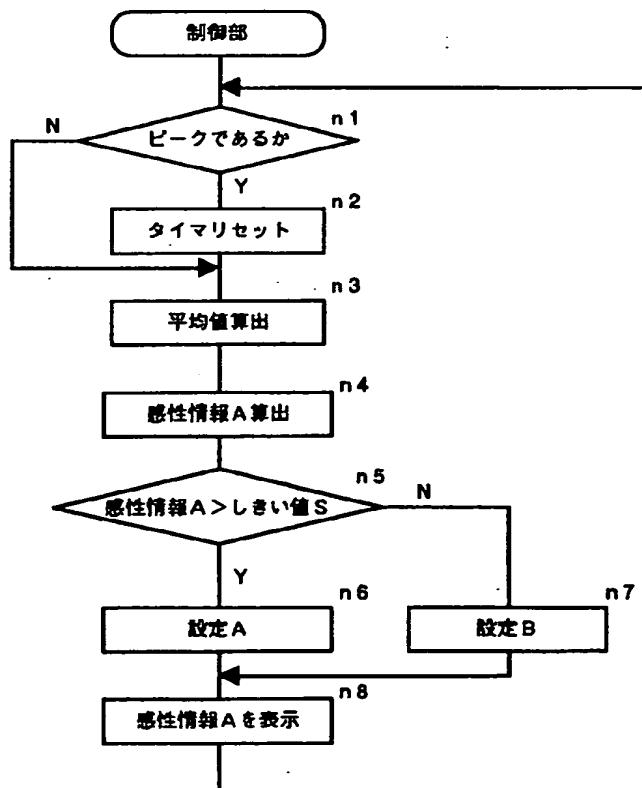 制御部
n1
ピークであるか
N
Y
n2
タイマリセット
n3
平均値算出
n4
感性情報A算出
n5
感性情報A>しきい値S
N
Y
n6
設定A
n7
設定B
n8
感性情報Aを表示